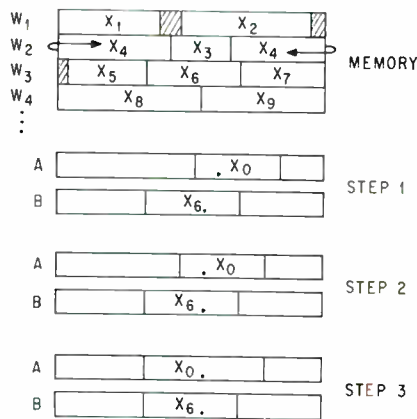 W1 X1 X2
W2 X4 X3 X4
MEMORY
W3 X5 X6 X7
W4 X8 X9
A . X0
STEP 1
B X6.
A . X0
STEP 2
B X6.
A X0.
STEP 3
B X6.